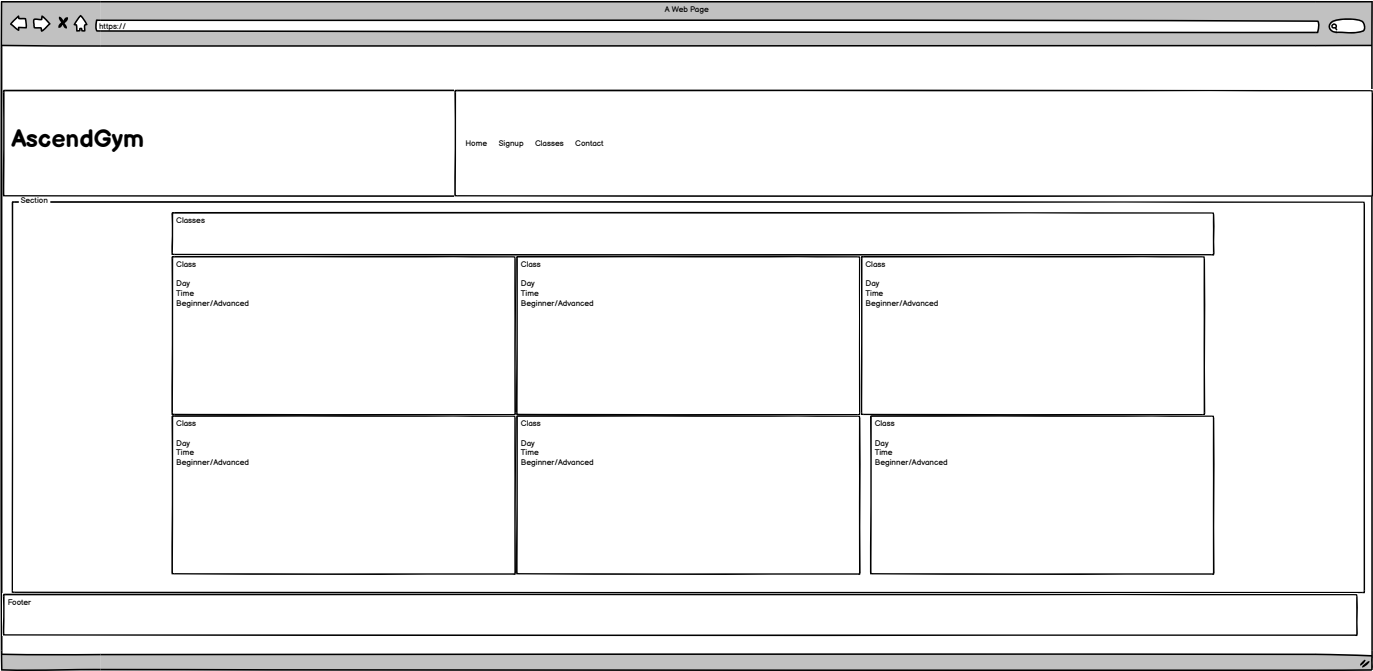 A Web Page
https://
AscendGym
Home Signup Classes Contact
Section
Classes
Class
Day
Time
Beginner/Advanced
Class
Day
Time
Beginner/Advanced
Class
Day
Time
Beginner/Advanced
Class
Day
Time
Beginner/Advanced
Class
Day
Time
Beginner/Advanced
Class
Day
Time
Beginner/Advanced
Footer